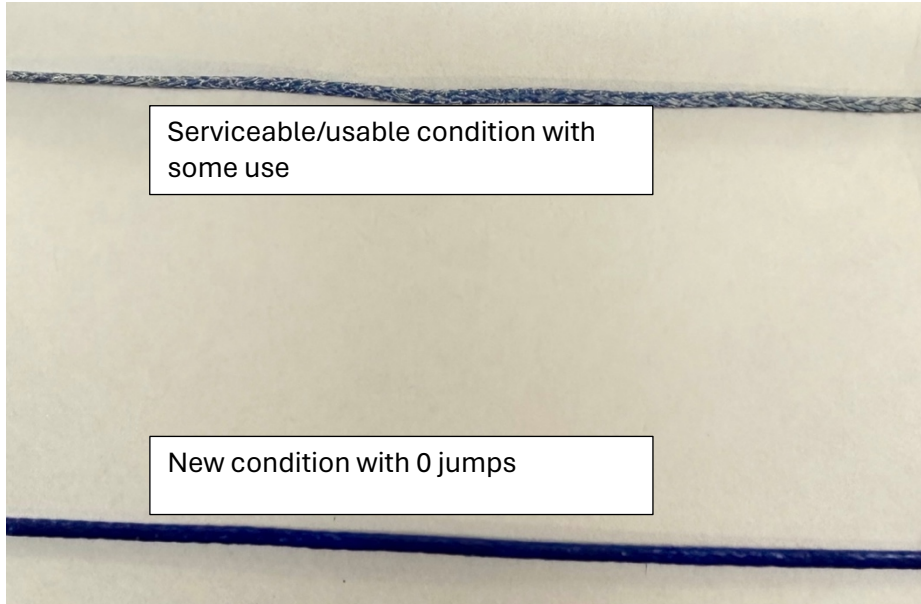 Serviceable/usable condition with
some use
New condition with 0 jumps